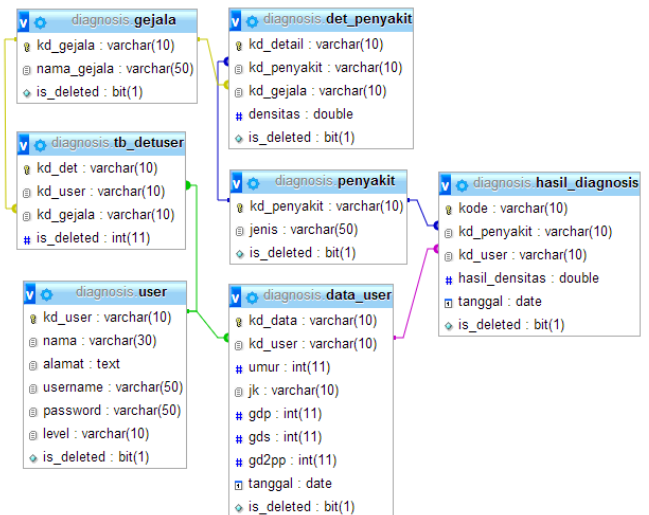 v diagnosis gejala
kd_gejala : varchar(10)
nama_gejala : varchar(50)
is_deleted : bit(1)
v diagnosis det_penyakit
kd_detail : varchar(10)
kd_penyakit : varchar(10)
kd_gejala : varchar(10)
# densitas : double
is_deleted : bit(1)
v diagnosis tb_detuser
kd_det : varchar(10)
kd_user : varchar(10)
kd_gejala : varchar(10)
# is_deleted : int(11)
v diagnosis penyakit
kd_penyakit : varchar(10)
jenis : varchar(50)
is_deleted : bit(1)
v diagnosis hasil_diagnosis
kode : varchar(10)
kd_penyakit : varchar(10)
kd_user : varchar(10)
# hasil_densitas : double
tanggal : date
is_deleted : bit(1)
v diagnosis user
kd_user : varchar(10)
nama : varchar(30)
alamat : text
username : varchar(50)
password : varchar(50)
level : varchar(10)
is_deleted : bit(1)
v diagnosis data_user
kd_data : varchar(10)
kd_user : varchar(10)
# umur : int(11)
jk : varchar(10)
# gdp : int(11)
# gds : int(11)
# gd2pp : int(11)
tanggal : date
is_deleted : bit(1)